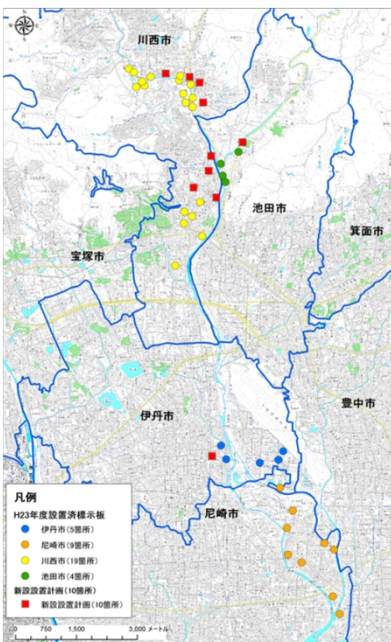 川西市
池田市
箕面市
宝塚市
伊丹市
豊中市
尼崎市
凡例
H23年度設置済標示板
伊丹市(5箇所)
尼崎市(9箇所)
川西市(19箇所)
池田市(4箇所)
新設設置計画(10箇所)
新設設置計画(10箇所)
0 750 1,500 3,000 メートル